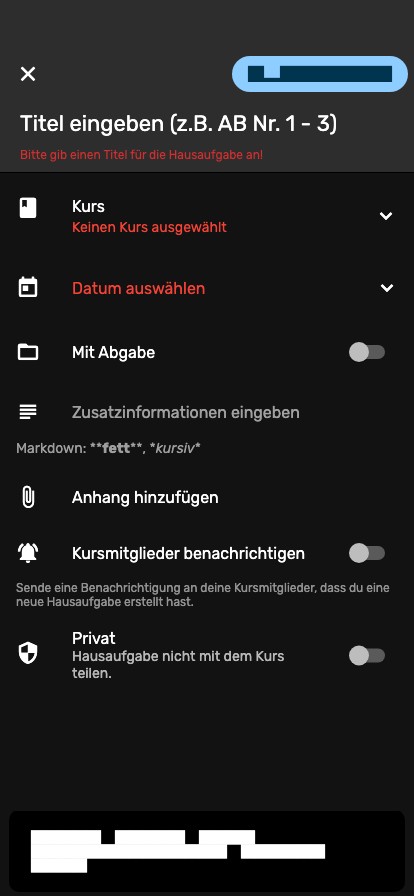 Titel eingeben (z.B. AB Nr. 1 - 3)
Bitte gib einen Titel für die Hausaufgabe an!
Kurs
Keinen Kurs ausgewählt
Datum auswählen
Mit Abgabe
Zusatzinformationen eingeben
Markdown: **fett**, *kursiv*
Anhang hinzufügen
Kursmitglieder benachrichtigen
Sende eine Benachrichtigung an deine Kursmitglieder, dass du eine
neue Hausaufgabe erstellt hast.
Privat
Hausaufgabe nicht mit dem Kurs
teilen.